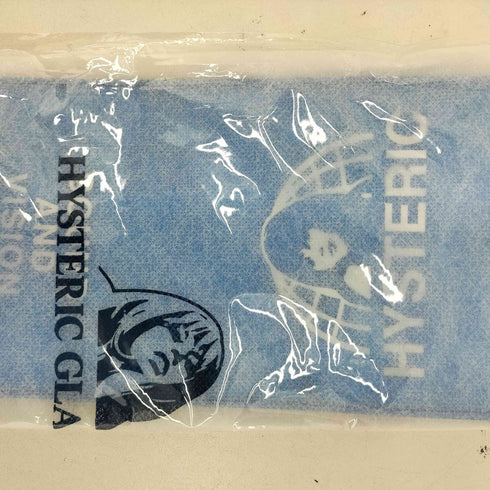 HYSTERIC GLA
HYSTERIC
AND
VISION